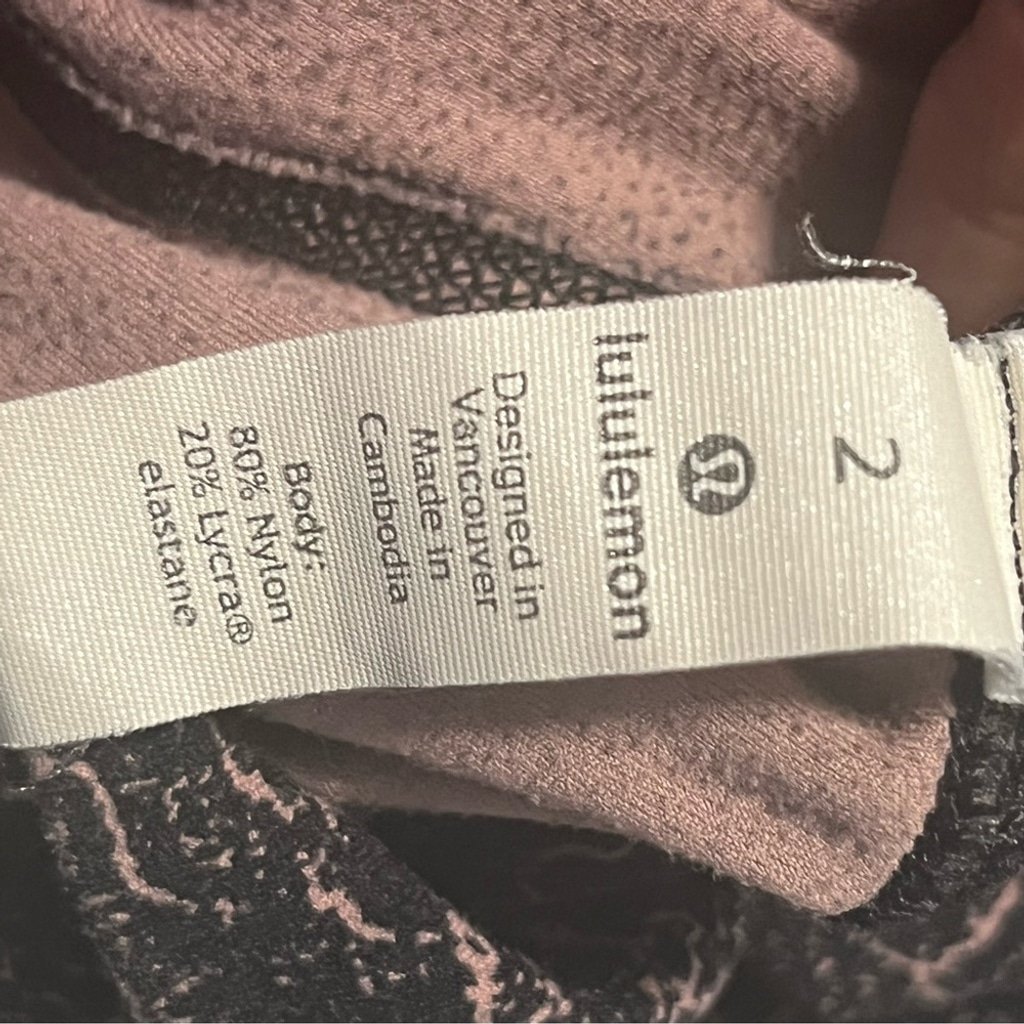 2
lululemon
Designed in
Vancouver
Made in
Cambodia
Body:
80% Nylon
20% Lycra®
elastane